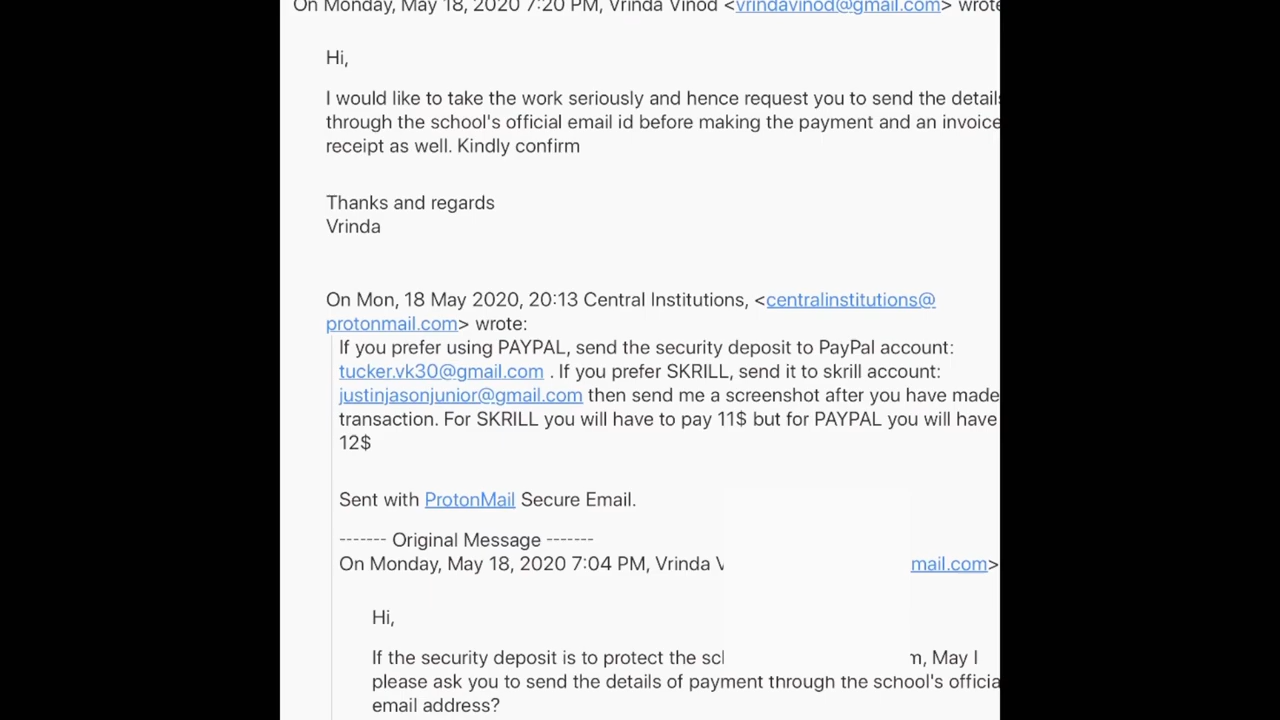 On Monday, May 18, 2020 7:20 PM, Vrinda Vinod <vrindavinod@gmail.com> wrote
Hi,
I would like to take the work seriously and hence request you to send the detail
through the school's official email id before making the payment and an invoice
receipt as well. Kindly confirm
Thanks and regards
Vrinda
On Mon, 18 May 2020, 20:13 Central Institutions, <centralinstitutions@
protonmail.com> wrote:
If you prefer using PAYPAL, send the security deposit to PayPal account:
tucker.vk30@gmail.com . If you prefer SKRILL, send it to skrill account:
justinjasonjunior@gmail.com then send me a screenshot after you have made
transaction. For SKRILL you will have to pay 11$ but for PAYPAL you will have
12$
Sent with ProtonMail Secure Email.
------- Original Message -------
On Monday, May 18, 2020 7:04 PM, Vrinda V mail.com>
Hi,
If the security deposit is to protect the , May I
please ask you to send the details of payment through the school's officia
email address?